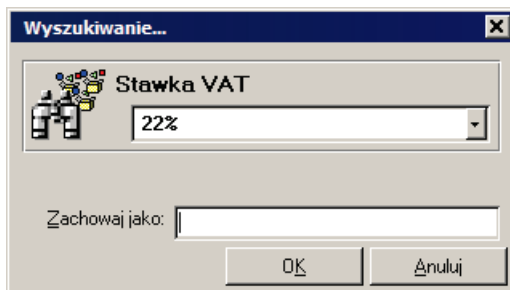 Wyszukiwanie...
Stawka VAT
22%
Zachowaj jako:
OK
Anuluj